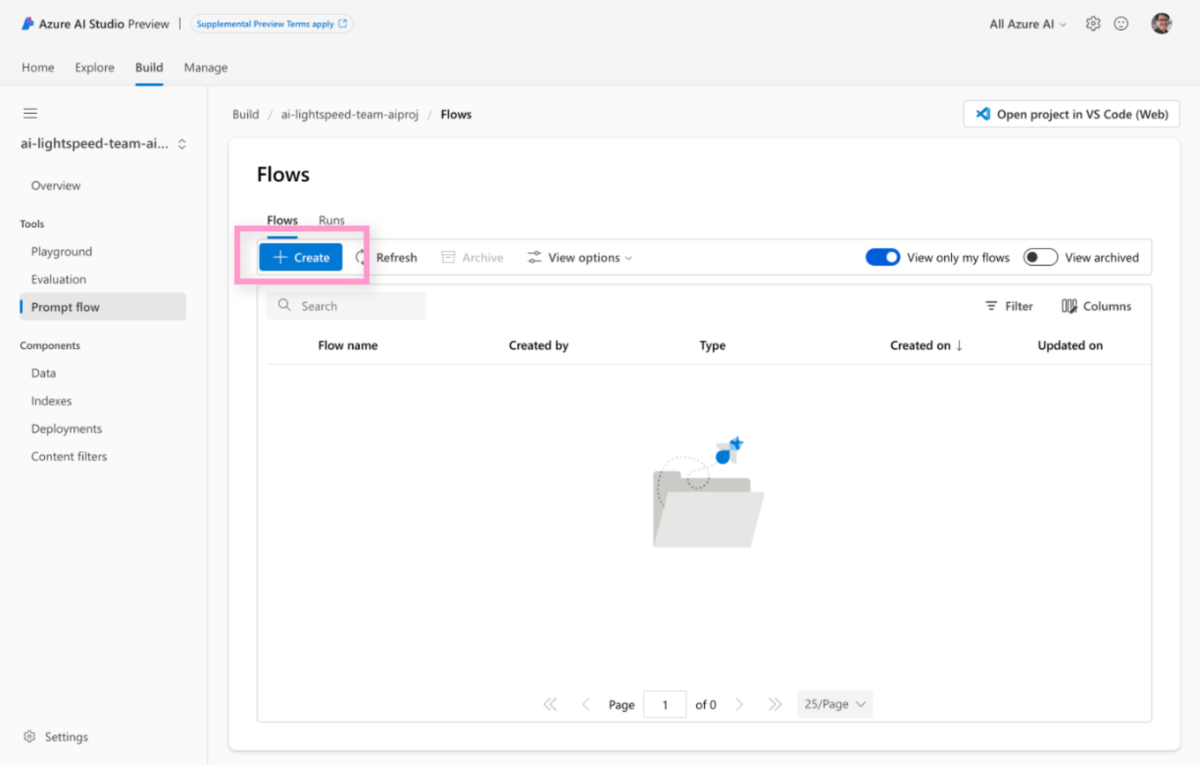 Azure AI Studio Preview | Supplemental Preview Terms apply All Azure AI
Home Explore Build Manage
Build / ai-lightspeed-team-aiproj / Flows Open project in VS Code (Web)
ai-lightspeed-team-ai...
Overview
Tools
Playground
Evaluation
Prompt flow
Components
Data
Indexes
Deployments
Content filters
Settings
Flows
Flows Runs
Create Refresh Archive View options View only my flows View archived
Search Filter Columns
Flow name Created by Type Created on ↓ Updated on
Page 1 of 0 25/Page